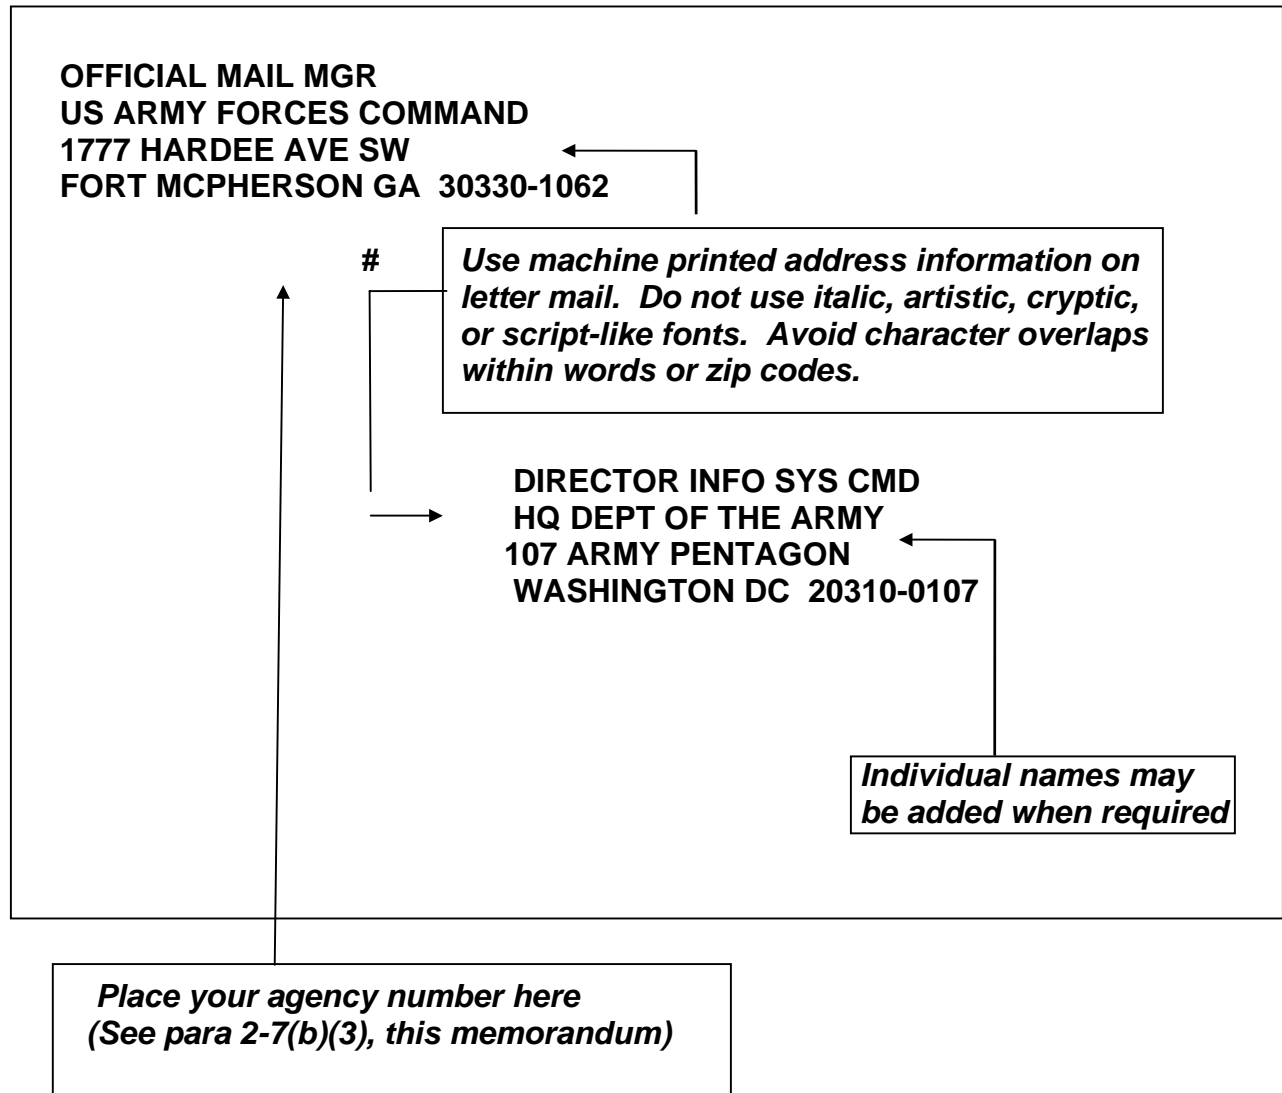 OFFICIAL MAIL MGR
US ARMY FORCES COMMAND
1777 HARDEE AVE SW
FORT MCPHERSON GA  30330-1062
#
Use machine printed address information on
letter mail.  Do not use italic, artistic, cryptic,
or script-like fonts.  Avoid character overlaps
within words or zip codes.
DIRECTOR INFO SYS CMD
HQ DEPT OF THE ARMY
107 ARMY PENTAGON
WASHINGTON DC  20310-0107
Individual names may
be added when required
Place your agency number here
(See para 2-7(b)(3), this memorandum)